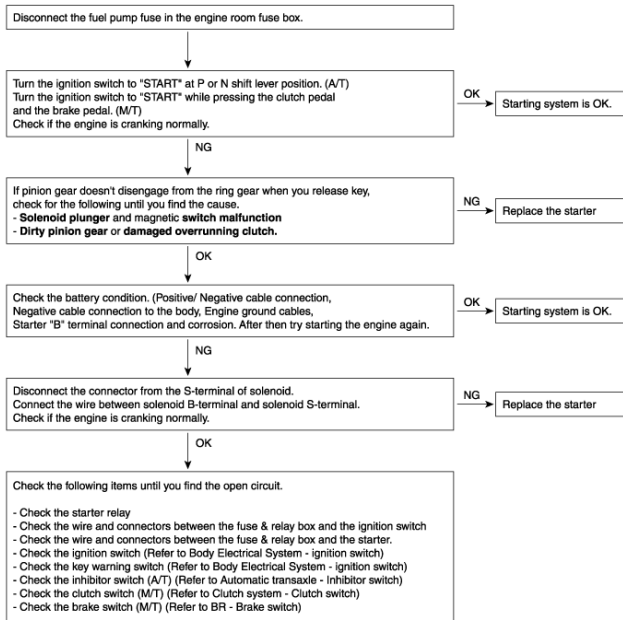 Disconnect the fuel pump fuse in the engine room fuse box.
Turn the ignition switch to "START" at P or N shift lever position. (A/T)
Turn the ignition switch to "START" while pressing the clutch pedal
and the brake pedal. (M/T)
Check if the engine is cranking normally.
OK
Starting system is OK.
NG
If pinion gear doesn't disengage from the ring gear when you release key,
check for the following until you find the cause.
- Solenoid plunger and magnetic switch malfunction
- Dirty pinion gear or damaged overrunning clutch.
NG
Replace the starter
OK
Check the battery condition. (Positive/ Negative cable connection,
Negative cable connection to the body, Engine ground cables,
Starter "B" terminal connection and corrosion. After then try starting the engine again.
OK
Starting system is OK.
NG
Disconnect the connector from the S-terminal of solenoid.
Connect the wire between solenoid B-terminal and solenoid S-terminal.
Check if the engine is cranking normally.
NG
Replace the starter
OK
Check the following items until you find the open circuit.
- Check the starter relay
- Check the wire and connectors between the fuse & relay box and the ignition switch
- Check the wire and connectors between the fuse & relay box and the starter.
- Check the ignition switch (Refer to Body Electrical System - ignition switch)
- Check the key warning switch (Refer to Body Electrical System - ignition switch)
- Check the inhibitor switch (A/T) (Refer to Automatic transaxle - Inhibitor switch)
- Check the clutch switch (M/T) (Refer to Clutch system - Clutch switch)
- Check the brake switch (M/T) (Refer to BR - Brake switch)